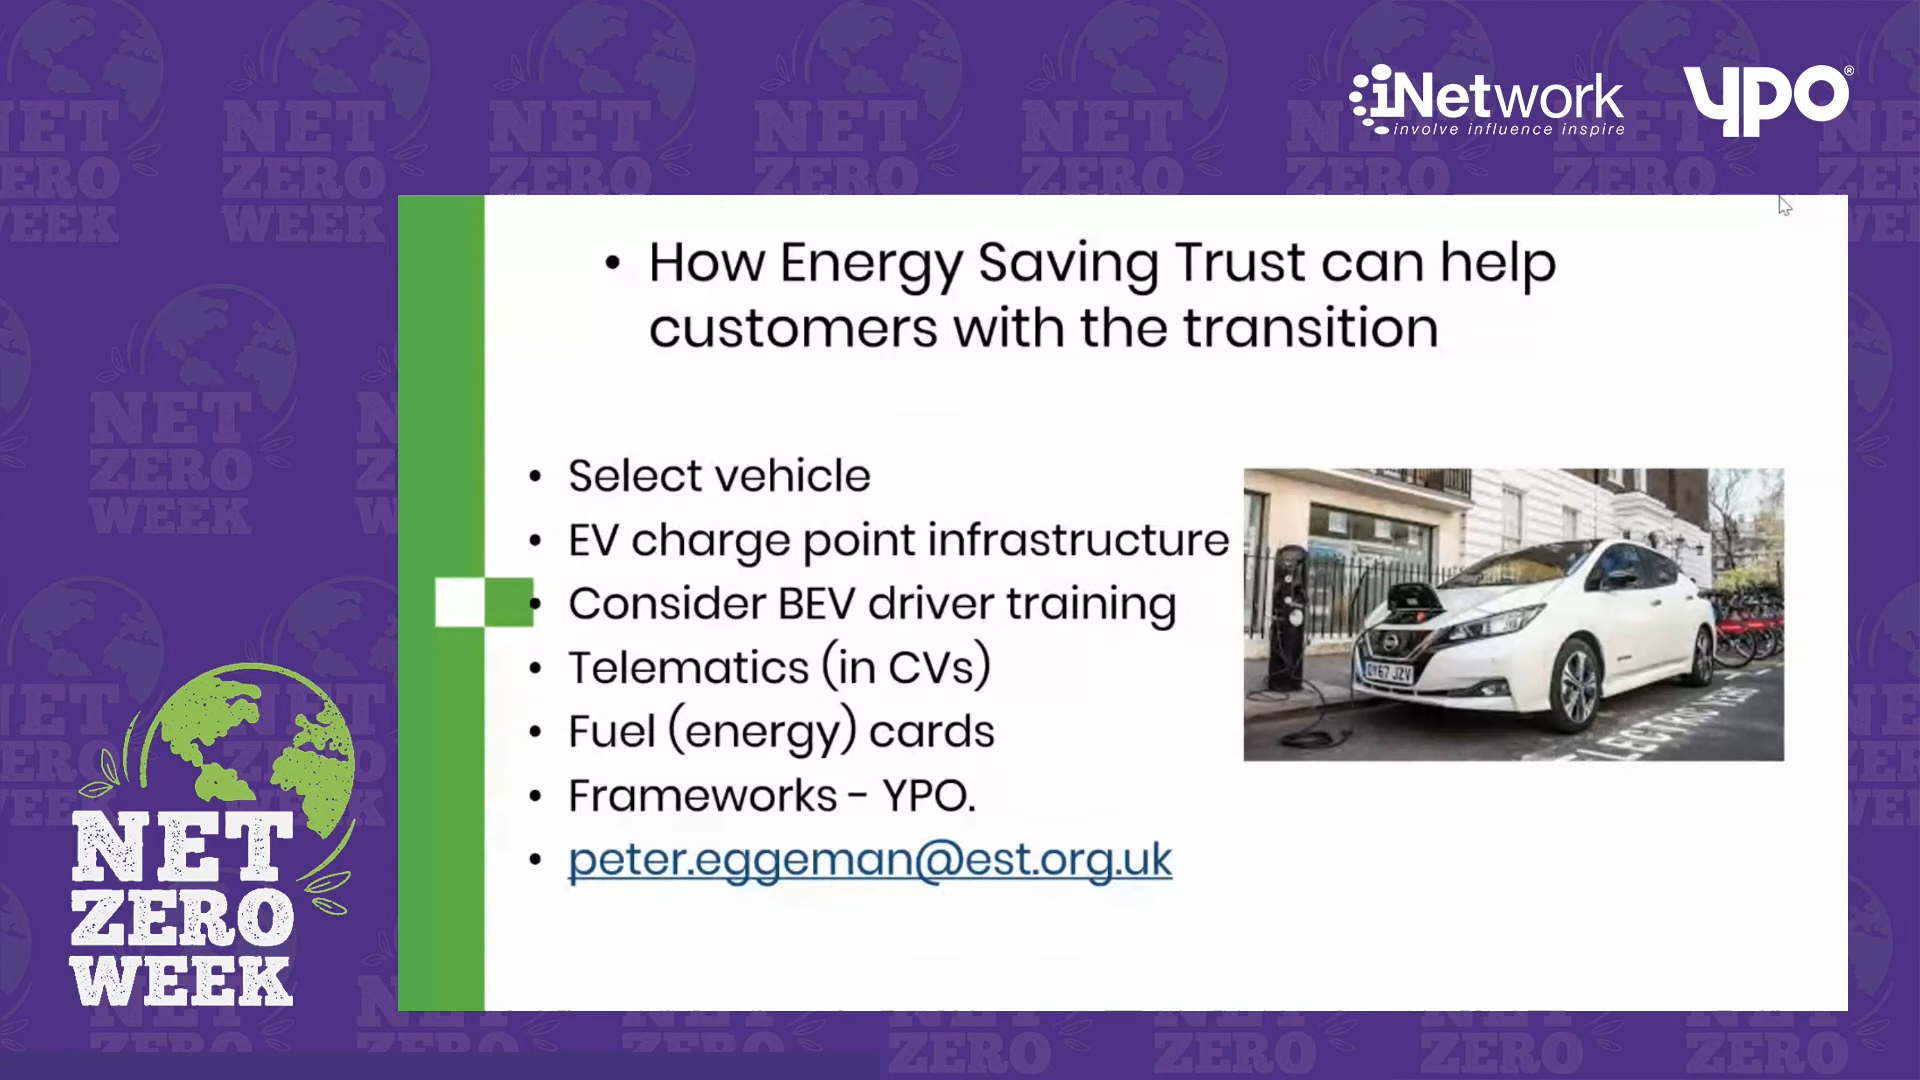 iNetwork
involve influence inspire
ypo®
• How Energy Saving Trust can help
customers with the transition
• Select vehicle
• EV charge point infrastructure
• Consider BEV driver training
• Telematics (in CVs)
• Fuel (energy) cards
• Frameworks - YPO.
• peter.eggeman@est.org.uk
NET
ZERO
WEEK